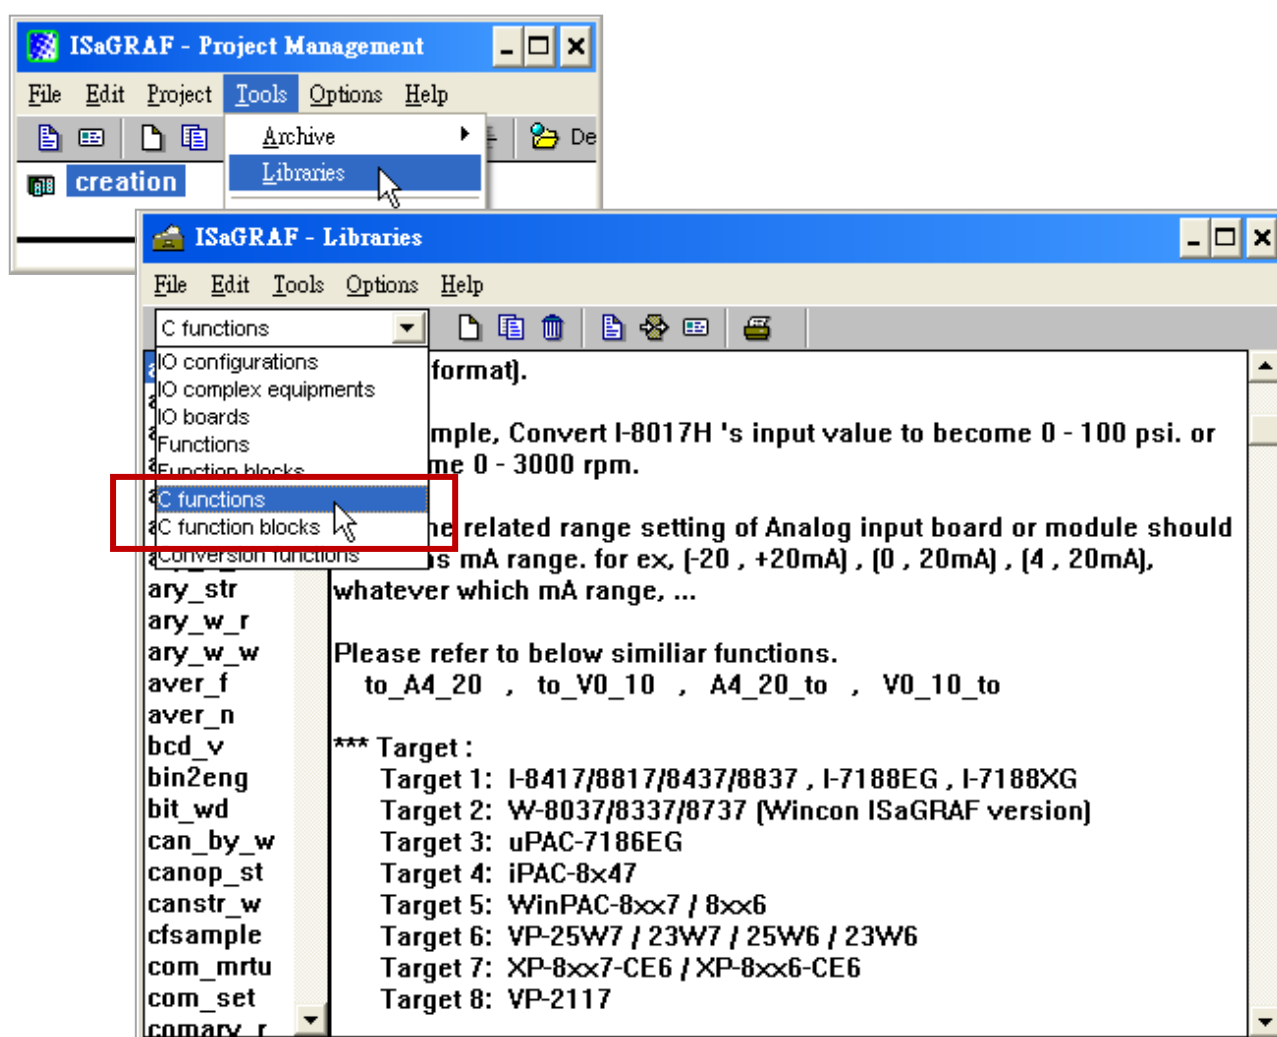 ISaGRAF - Project Management
File Edit Project Tools Options Help
De
Archive
Libraries
creation
ISaGRAF - Libraries
File Edit Tools Options Help
C functions
IO configurations
IO complex equipments
IO boards
Functions
Function blocks
C functions
C function blocks
Conversion functions
ary_str
ary_w_r
ary_w_w
aver_f
aver_n
bcd_v
bin2eng
bit_wd
can_by_w
canop_st
canstr_w
cfsample
com_mrtu
com_set
comary_r
format).
mple, Convert I-8017H 's input value to become 0 - 100 psi. or
me 0 - 3000 rpm.
he related range setting of Analog input board or module should
s mA range. for ex, (-20 , +20mA) , (0 , 20mA) , (4 , 20mA),
whatever which mA range, ...
Please refer to below similiar functions.
to_A4_20 , to_V0_10 , A4_20_to , V0_10_to
*** Target :
Target 1: I-8417/8817/8437/8837 , I-7188EG , I-7188XG
Target 2: W-8037/8337/8737 (Wincon ISaGRAF version)
Target 3: uPAC-7186EG
Target 4: iPAC-8x47
Target 5: WinPAC-8xx7 / 8xx6
Target 6: VP-25W7 / 23W7 / 25W6 / 23W6
Target 7: XP-8xx7-CE6 / XP-8xx6-CE6
Target 8: VP-2117